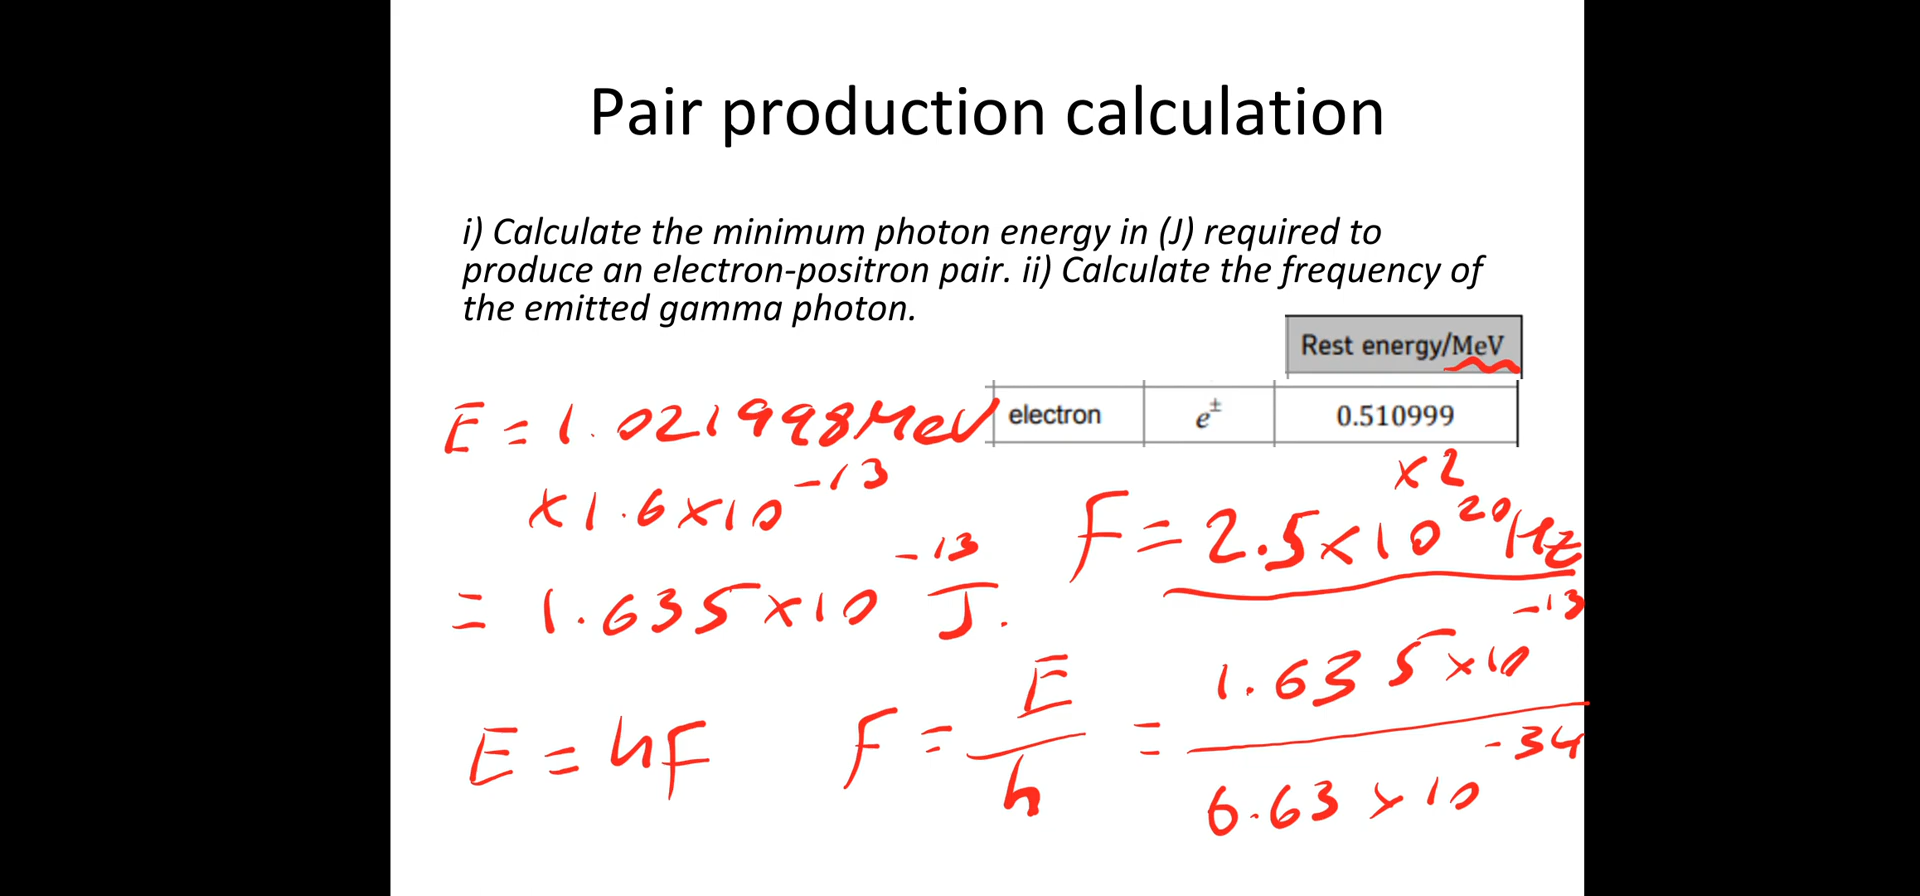 Pair production calculation
i) Calculate the minimum photon energy in (J) required to
produce an electron-positron pair. ii) Calculate the frequency of
the emitted gamma photon.
Rest energy/MeV
electron e± 0.510999
×2
E = 1.021998MeV
×1.6×10⁻¹³
= 1.635×10⁻¹³ J.
E = hF
F = E/h = 1.635×10⁻¹³/6.63×10⁻³⁴
F = 2.5×10²⁰Hz